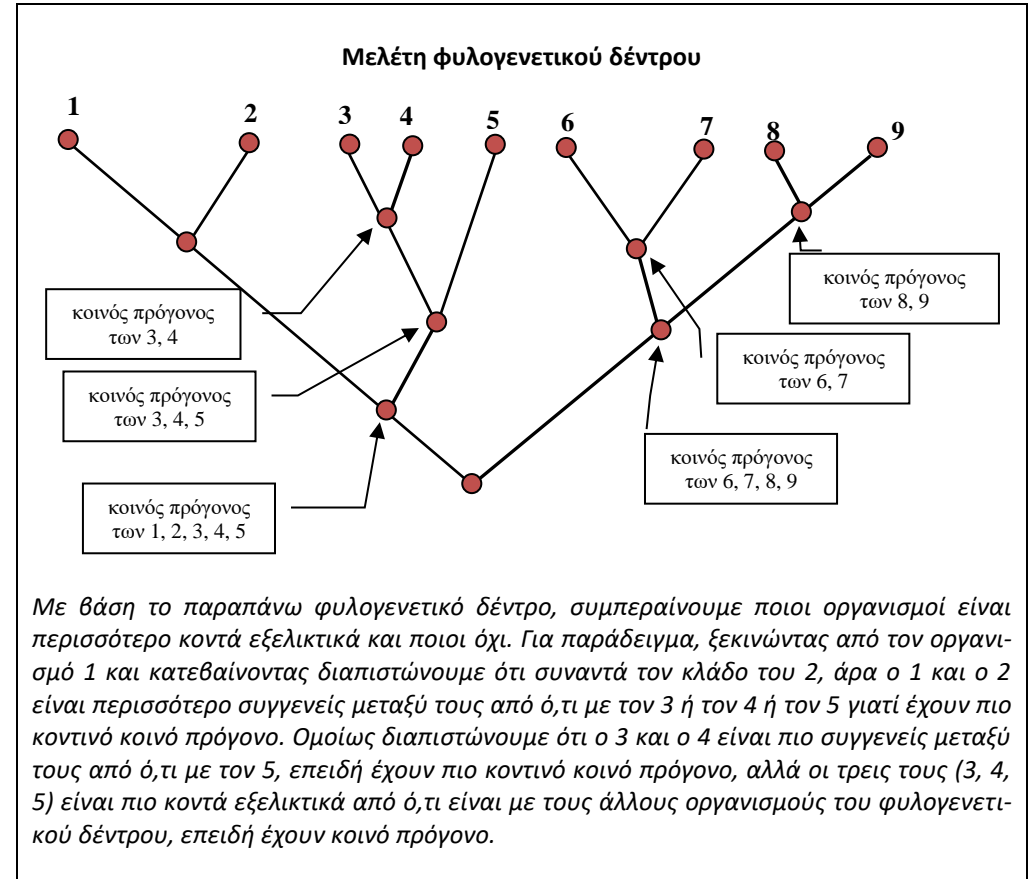 Μελέτη φυλογενετικού δέντρου
1
2
3
4
5
6
7
8
9
κοινός πρόγονος
των 8, 9
κοινός πρόγονος
των 3, 4
κοινός πρόγονος
των 6, 7
κοινός πρόγονος
των 3, 4, 5
κοινός πρόγονος
των 6, 7, 8, 9
κοινός πρόγονος
των 1, 2, 3, 4, 5
Με βάση το παραπάνω φυλογενετικό δέντρο, συμπεραίνουμε ποιοι οργανισμοί είναι
περισσότερο κοντά εξελικτικά και ποιοι όχι. Για παράδειγμα, ξεκινώντας από τον οργανι-
σμό 1 και κατεβαίνοντας διαπιστώνουμε ότι συναντά τον κλάδο του 2, άρα ο 1 και ο 2
είναι περισσότερο συγγενείς μεταξύ τους από ό,τι με τον 3 ή τον 4 ή τον 5 γιατί έχουν πιο
κοντινό κοινό πρόγονο. Ομοίως διαπιστώνουμε ότι ο 3 και ο 4 είναι πιο συγγενείς μεταξύ
τους από ό,τι με τον 5, επειδή έχουν πιο κοντινό κοινό πρόγονο, αλλά οι τρεις τους (3, 4,
5) είναι πιο κοντά εξελικτικά από ό,τι είναι με τους άλλους οργανισμούς του φυλογενετι-
κού δέντρου, επειδή έχουν κοινό πρόγονο.